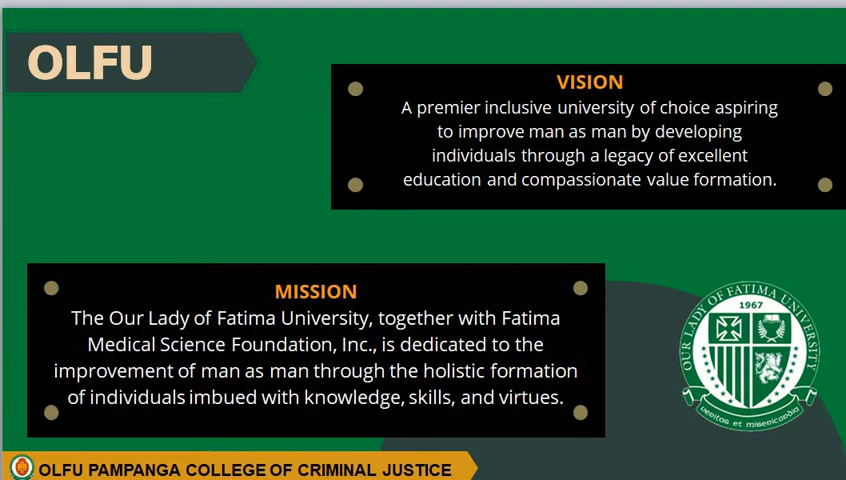 OLFU
VISION
A premier inclusive university of choice aspiring
to improve man as man by developing
individuals through a legacy of excellent
education and compassionate value formation.
MISSION
The Our Lady of Fatima University, together with Fatima
Medical Science Foundation, Inc., is dedicated to the
improvement of man as man through the holistic formation
of individuals imbued with knowledge, skills, and virtues.
OUR LADY OF FATIMA UNIVERSITY
1967
Veritas et misericordia
OLFU PAMPANGA COLLEGE OF CRIMINAL JUSTICE